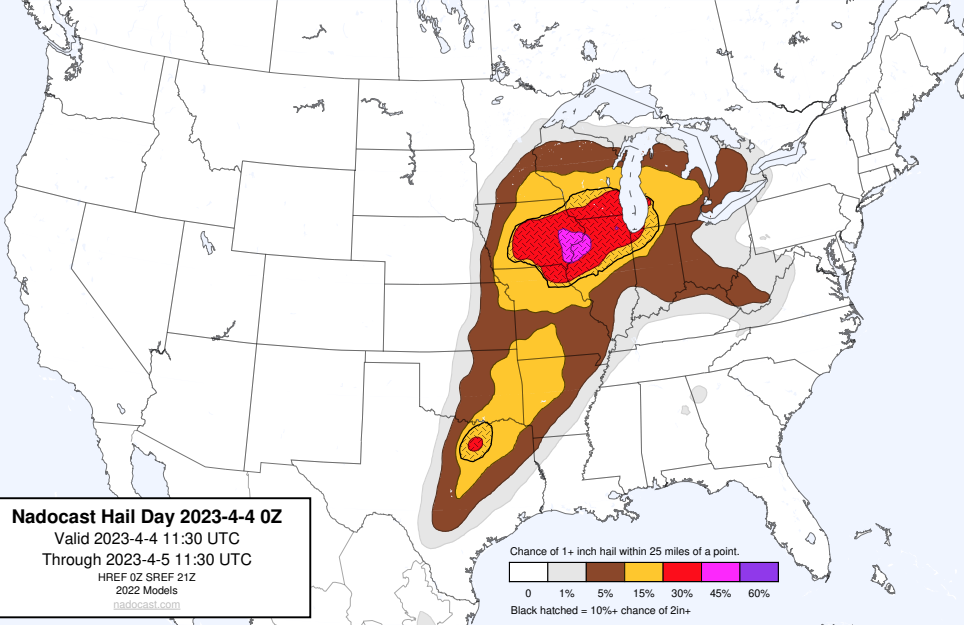 Nadocast Hail Day 2023-4-4 0Z
Valid 2023-4-4 11:30 UTC
Through 2023-4-5 11:30 UTC
HREF 0Z SREF 21Z
2022 Models
nadocast.com
Chance of 1+ inch hail within 25 miles of a point.
0 1% 5% 15% 30% 45% 60%
Black hatched = 10%+ chance of 2in+